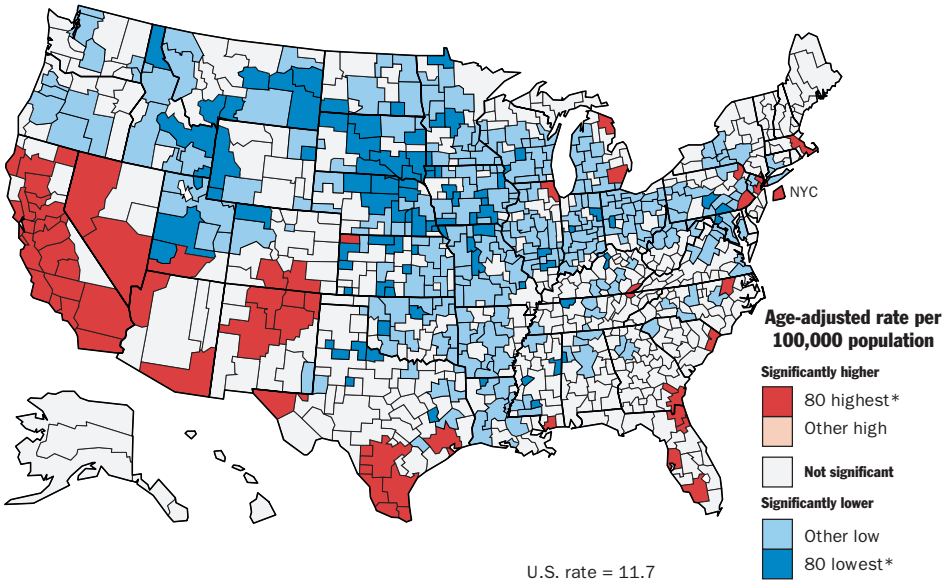 NYC
Age-adjusted rate per
100,000 population
Significantly higher
80 highest*
Other high
Not significant
Significantly lower
Other low
80 lowest*
U.S. rate = 11.7